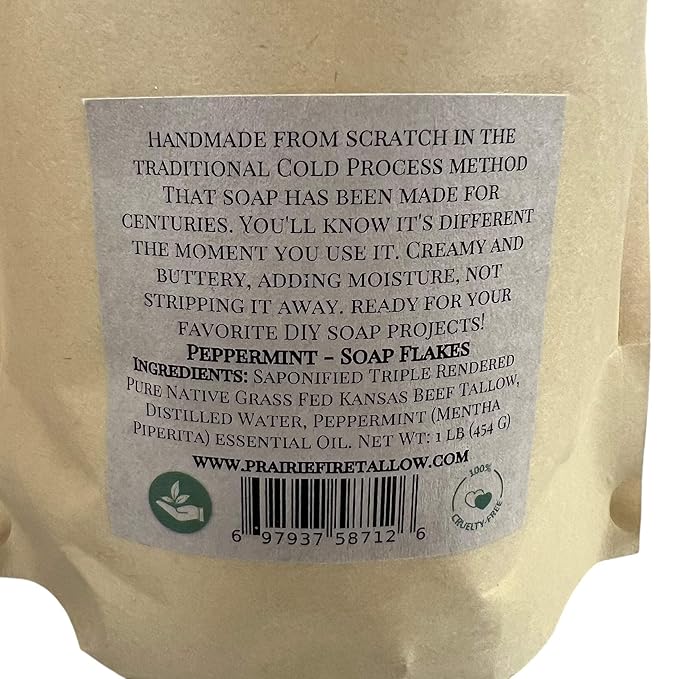 HANDMADE FROM SCRATCH IN THE
TRADITIONAL COLD PROCESS METHOD
THAT SOAP HAS BEEN MADE FOR
CENTURIES. YOU'LL KNOW IT'S DIFFERENT
THE MOMENT YOU USE IT. CREAMY AND
BUTTERY, ADDING MOISTURE, NOT
STRIPPING IT AWAY. READY FOR YOUR
FAVORITE DIY SOAP PROJECTS!
PEPPERMINT - SOAP FLAKES
INGREDIENTS: SAPONIFIED TRIPLE RENDERED
PURE NATIVE GRASS FED KANSAS BEEF TALLOW,
DISTILLED WATER, PEPPERMINT (MENTHA
PIPERITA) ESSENTIAL OIL. NET WT: 1 LB (454 G)
WWW.PRAIRIEFIRETALLOW.COM
100%
CRUELTY-FREE
6 97937 58712 6